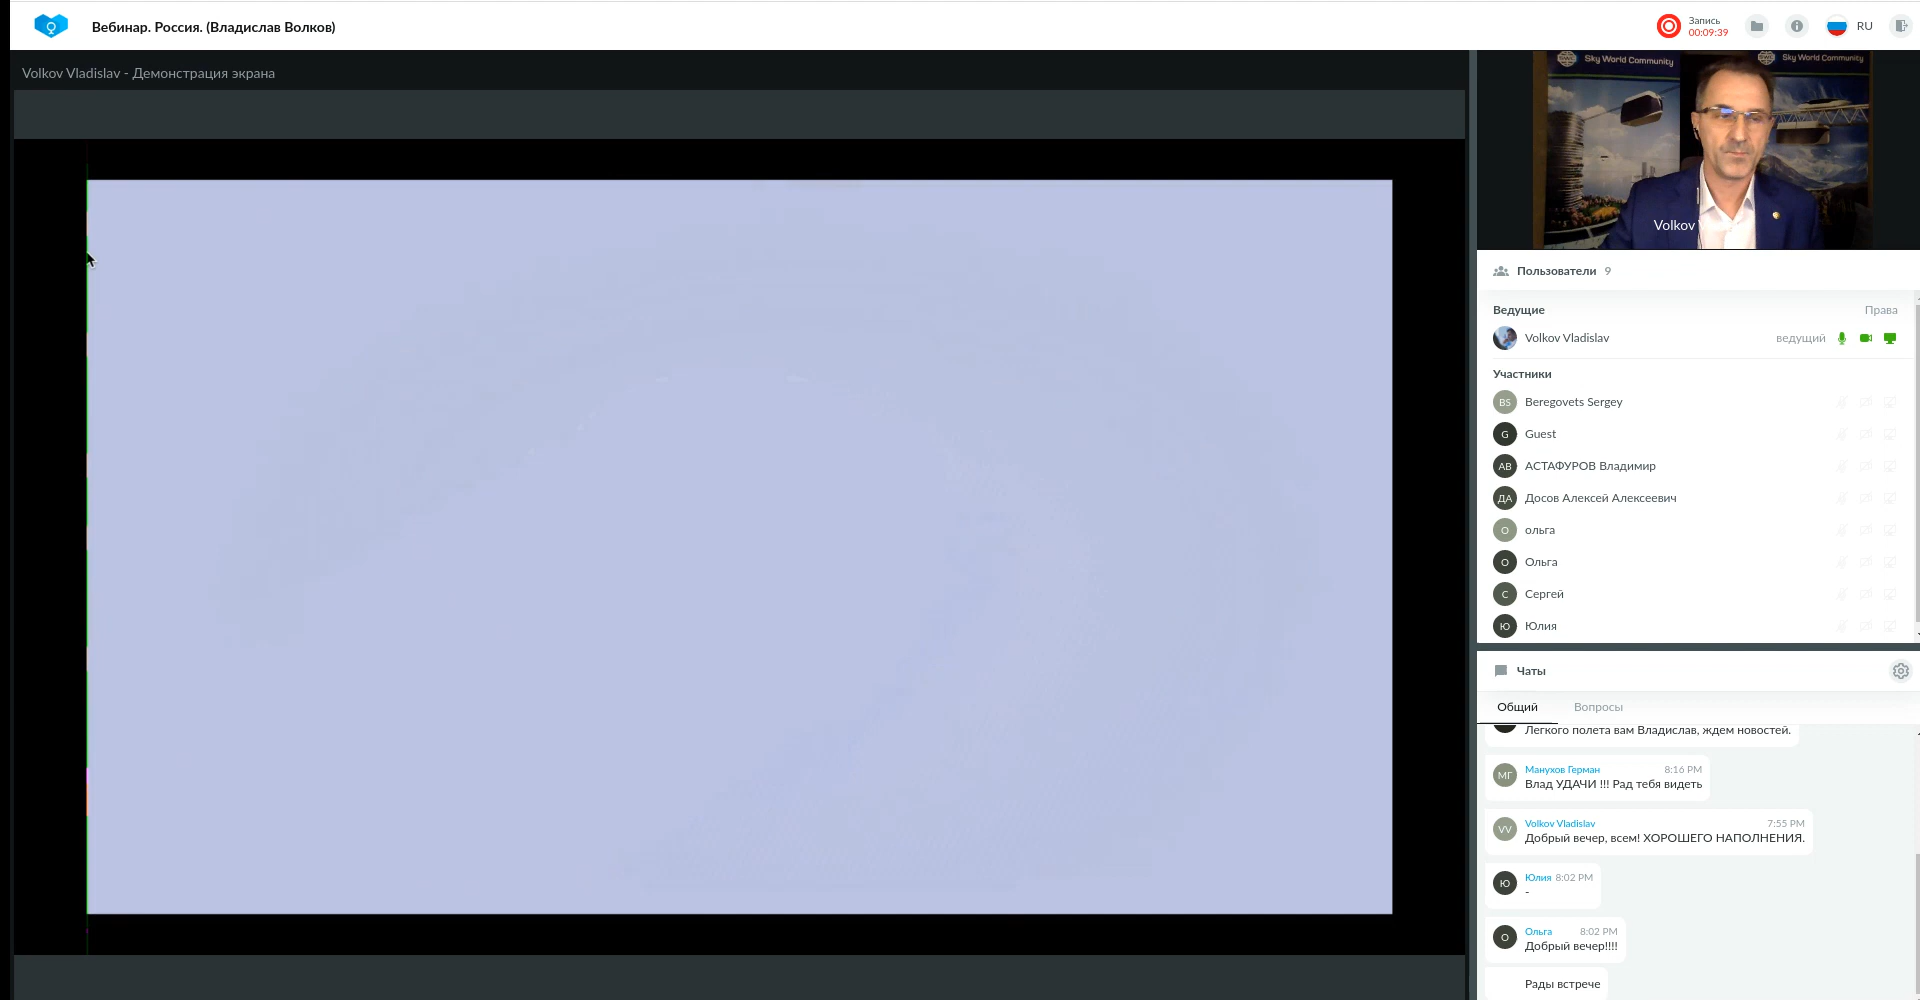 Вебинар. Россия. (Владислав Волков)
Запись
00:09:39
RU
Volkov Vladislav - Демонстрация экрана
Sky World Community
Sky World Community
Volkov
Пользователи 9
Ведущие Права
Volkov Vladislav ведущий
Участники
BS Beregovets Sergey
G Guest
АВ АСТАФУРОВ Владимир
ДА Досов Алексей Алексеевич
О ольга
О Ольга
С Сергей
Ю Юлия
Чаты
Общий Вопросы
Легкого полета вам Владислав, ждем новостей.
МГ Манухов Герман 8:16 PM
Влад УДАЧИ !!! Рад тебя видеть
VV Volkov Vladislav 7:55 PM
Добрый вечер, всем! ХОРОШЕГО НАПОЛНЕНИЯ.
Ю Юлия 8:02 PM
-
О Ольга 8:02 PM
Добрый вечер!!!!
Рады встрече